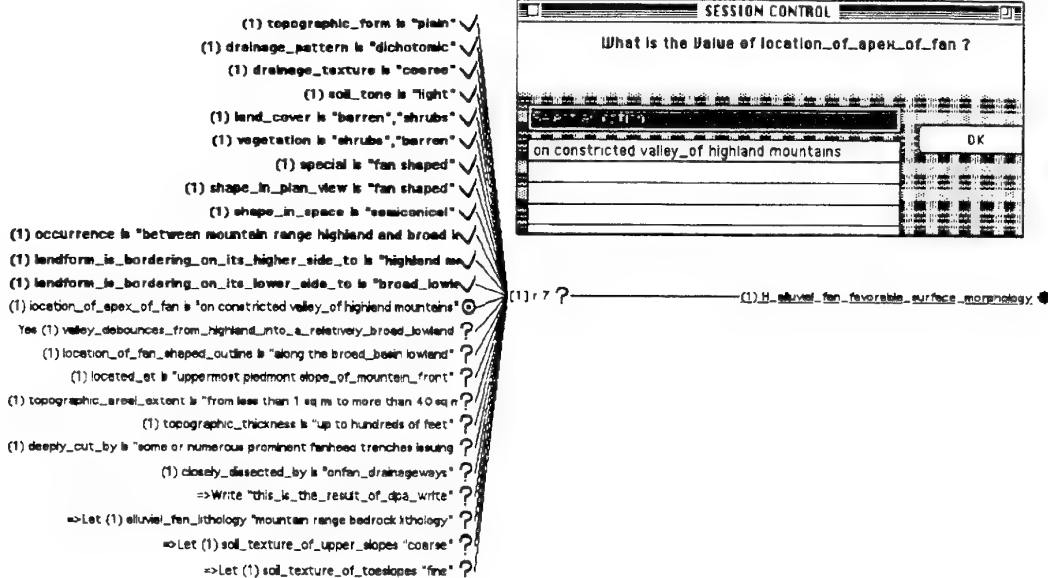 (1) topographic_form is "plain"
(1) drainage_pattern is "dichotomic"
(1) drainage_texture is "coarse"
(1) soil_tone is "light"
(1) land_cover is "barren","shrubs"
(1) vegetation is "shrubs","barren"
(1) special is "fan shaped"
(1) shape_in_plan_view is "fan shaped"
(1) shape_in_space is "semiconical"
(1) occurrence is "between mountain range highland and broad
(1) landform_is_bordering_on_its_higher_side_to is "highland
(1) landform_is_bordering_on_its_lower_side_to is "broad_
(1) location_of_apex_of_fan is "on constricted valley_of highland mountains"
Yes (1) valley_debounces_from_highland_into_a_relatively_broad_lowland
(1) location_of_fan_shaped_outline is "along the broad_basin lowland"
(1) located_at is "uppermost piedmont slope_of_mountain_front"
(1) topographic_areal_extent is "from less than 1 sq mi to more than 40 sq
(1) topographic_thickness is "up to hundreds of feet"
(1) deeply_cut_by is "some or numerous prominent fanhead trenches issuing
(1) closely_dissected_by is "onfan_drainageways"
=>Write "this_is_the_result_of_dpa_write"
=>Let (1) alluvial_fan_lithology "mountain range bedrock lithology"
=>Let (1) soil_texture_of_upper_slopes "coarse"
=>Let (1) soil_texture_of_toeslopes "fine"
[1] r 7 ?
(1) H_alluvial_fan_favorable_surface_morphology
SESSION CONTROL
What is the Value of location_of_apex_of_fan ?
on constricted valley_of highland mountains
OK